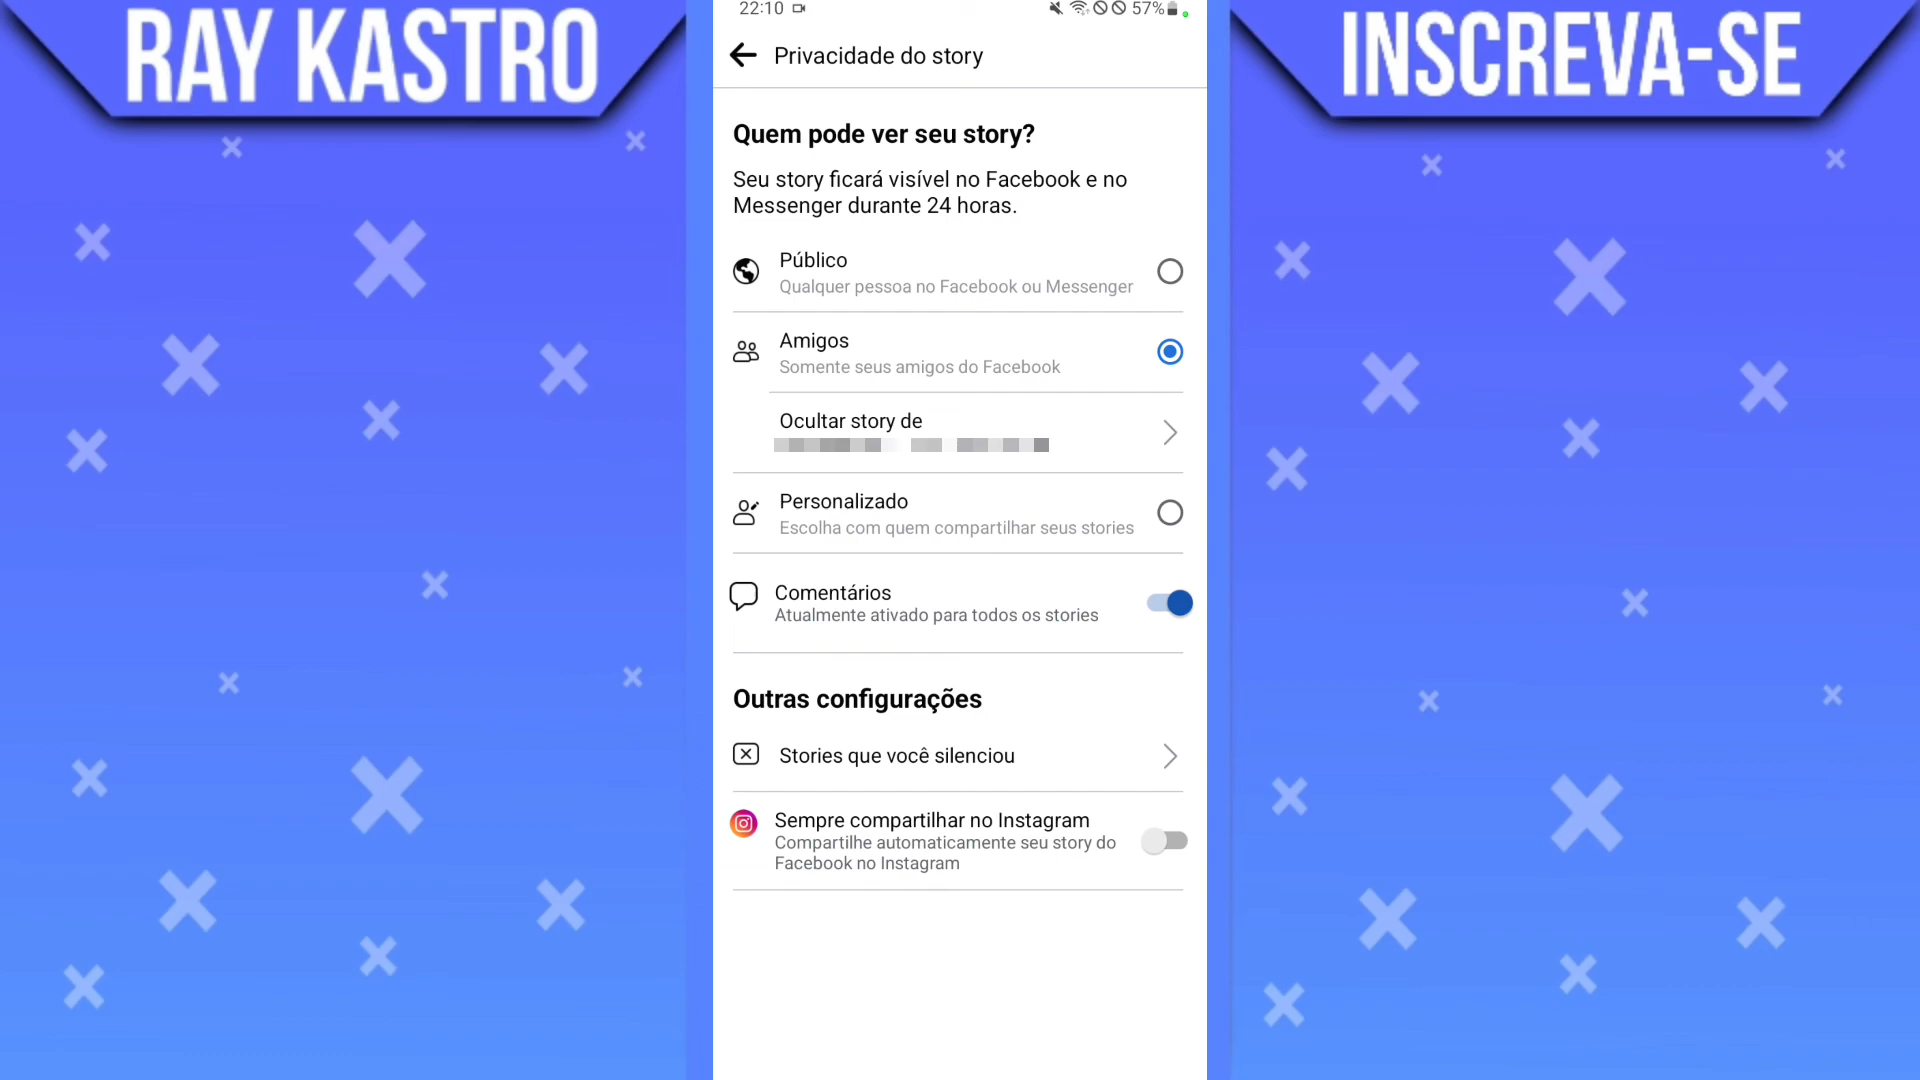 RAY KASTRO
INSCREVA-SE
22:10
57%
Privacidade do story
Quem pode ver seu story?
Seu story ficará visível no Facebook e no
Messenger durante 24 horas.
Público
Qualquer pessoa no Facebook ou Messenger
Amigos
Somente seus amigos do Facebook
Ocultar story de
Personalizado
Escolha com quem compartilhar seus stories
Comentários
Atualmente ativado para todos os stories
Outras configurações
Stories que você silenciou
Sempre compartilhar no Instagram
Compartilhe automaticamente seu story do
Facebook no Instagram